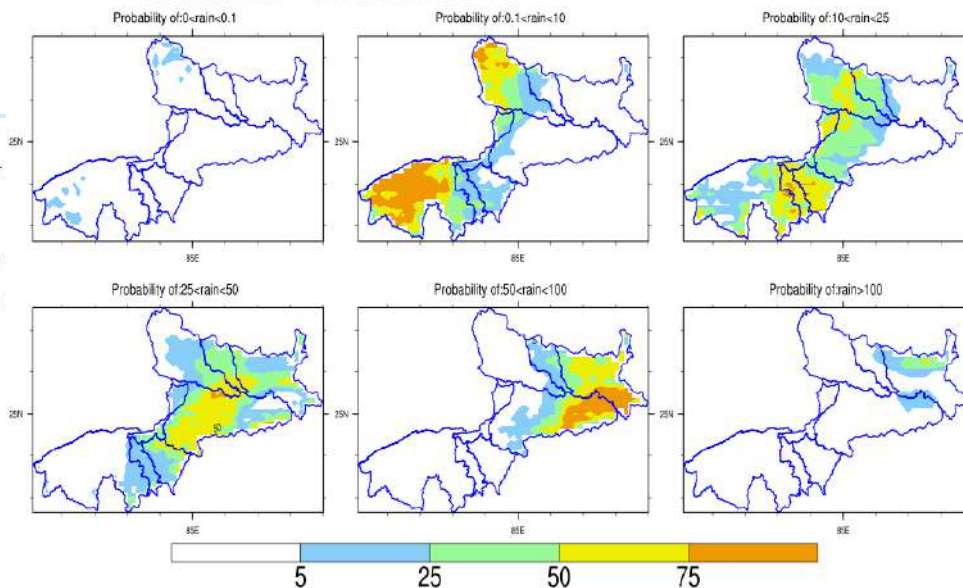 Probability of:0<rain<0.1
Probability of:0.1<rain<10
Probability of:10<rain<25
25N
25N
25N
85E
85E
85E
Probability of:25<rain<50
Probability of:50<rain<100
Probability of:rain>100
25N
25N
25N
85E
85E
85E
5
25
50
75